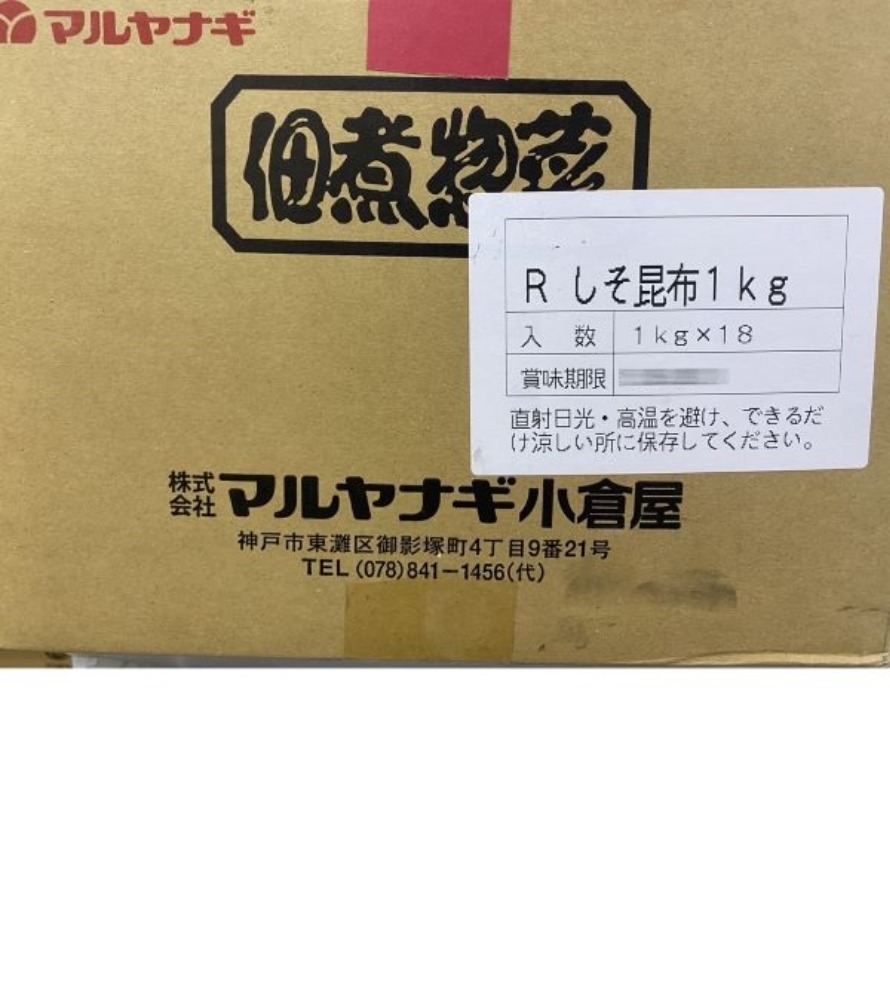 マルヤナギ
佃煮惣菜
R しそ昆布1kg
入 数 1kg×18
賞味期限
直射日光・高温を避け、できるだ
け涼しい所に保存してください。
株式会社 マルヤナギ小倉屋
神戸市東灘区御影塚町4丁目9番21号
TEL (078)841-1456(代)